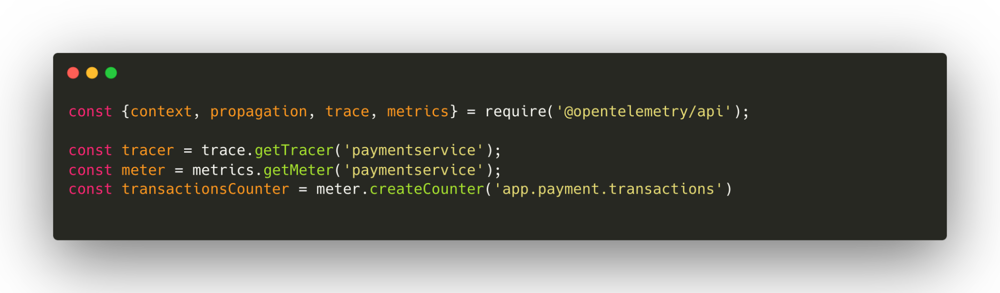 const {context, propagation, trace, metrics} = require('@opentelemetry/api');
const tracer = trace.getTracer('paymentservice');
const meter = metrics.getMeter('paymentservice');
const transactionsCounter = meter.createCounter('app.payment.transactions')